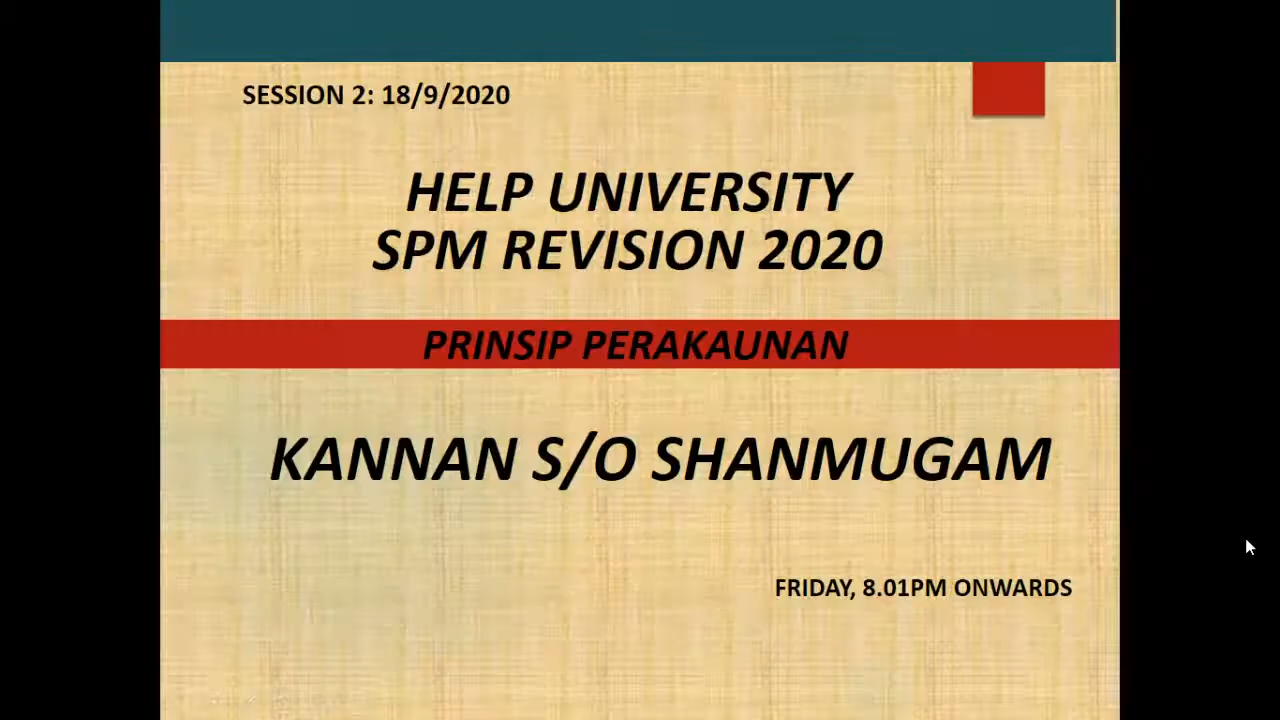 SESSION 2: 18/9/2020
HELP UNIVERSITY
SPM REVISION 2020
PRINSIP PERAKAUNAN
KANNAN S/O SHANMUGAM
FRIDAY, 8.01PM ONWARDS